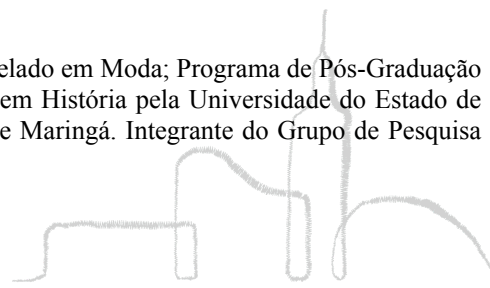 elado em Moda; Programa de Pós-Graduação
em História pela Universidade do Estado de
e Maringá. Integrante do Grupo de Pesquisa